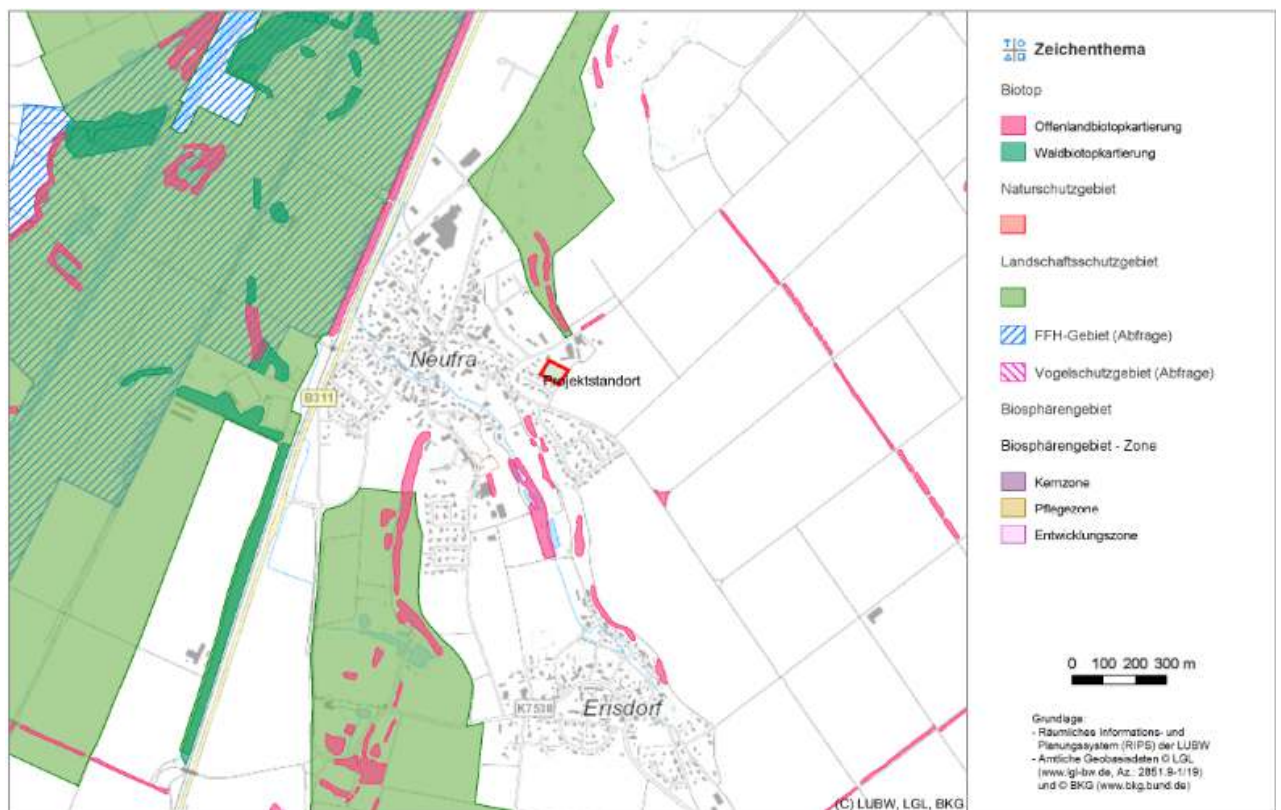 Neufra
Projektstandort
B311
K7538
Erisdorf
(C) LUBW, LGL, BKG
Zeichenthema
Biotop
Offenlandbiotopkartierung
Waldbiotopkartierung
Naturschutzgebiet
Landschaftsschutzgebiet
FFH-Gebiet (Abfrage)
Vogelschutzgebiet (Abfrage)
Biosphärengebiet
Biosphärengebiet - Zone
Kernzone
Pflegezone
Entwicklungszone
0 100 200 300 m
Grundlage:
- Räumliches Informations- und
Planungssystem (RIPS) der LUBW
- Amtliche Geobasisdaten © LGL
(www.lgl-bw.de, Az.: 2851.9-1/19)
und © BKG (www.bkg.bund.de)